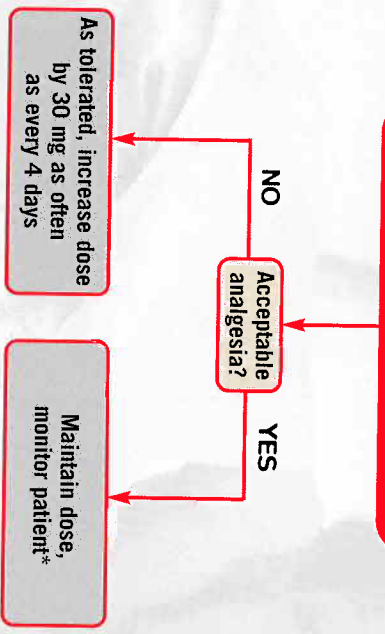 Acceptable
analgesia?
NO
YES
As tolerated, increase dose
by 30 mg as often
as every 4 days
Maintain dose,
monitor patient*